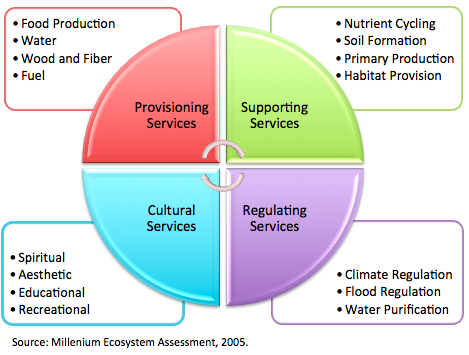 • Food Production
• Water
• Wood and Fiber
• Fuel
• Nutrient Cycling
• Soil Formation
• Primary Production
• Habitat Provision
Provisioning
Services
Supporting
Services
Cultural
Services
Regulating
Services
• Spiritual
• Aesthetic
• Educational
• Recreational
• Climate Regulation
• Flood Regulation
• Water Purification
Source: Millenium Ecosystem Assessment, 2005.